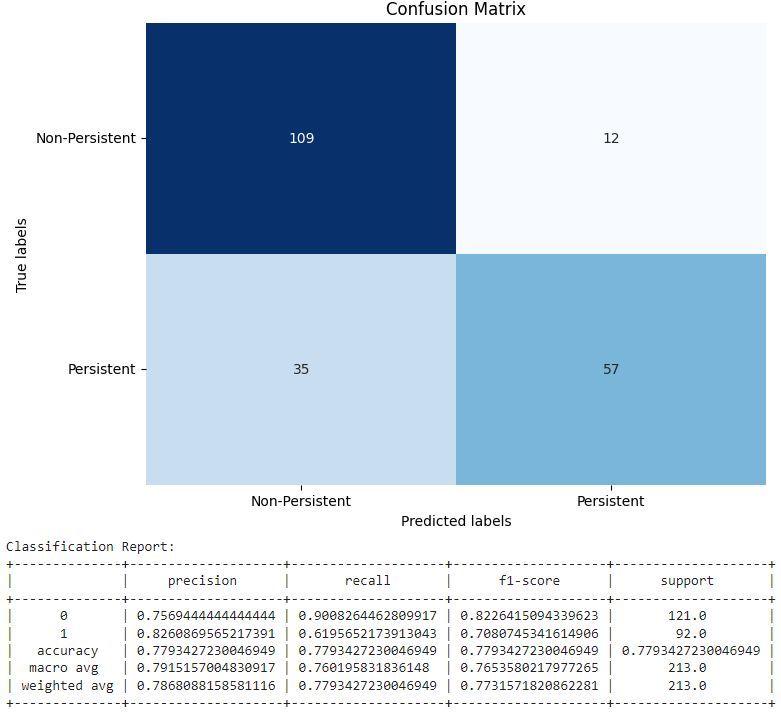 Confusion Matrix
Non-Persistent
109
12
True labels
Persistent
35
57
Non-Persistent
Persistent
Predicted labels
Classification Report:
+--------------+--------------------+--------------------+--------------------+--------------------+
|              |     precision      |       recall       |      f1-score      |      support       |
+--------------+--------------------+--------------------+--------------------+--------------------+
|      0       | 0.7569444444444444 | 0.9008264462809917 | 0.8226415094339623 |       121.0        |
|      1       | 0.8260869565217391 | 0.6195652173913043 | 0.7080745341614906 |        92.0        |
|   accuracy   | 0.7793427230046949 | 0.7793427230046949 | 0.7793427230046949 | 0.7793427230046949 |
|  macro avg   | 0.7915157004830917 | 0.760195831836148  | 0.7653580217977265 |       213.0        |
| weighted avg | 0.7868088158581116 | 0.7793427230046949 | 0.7731571820862281 |       213.0        |
+--------------+--------------------+--------------------+--------------------+--------------------+